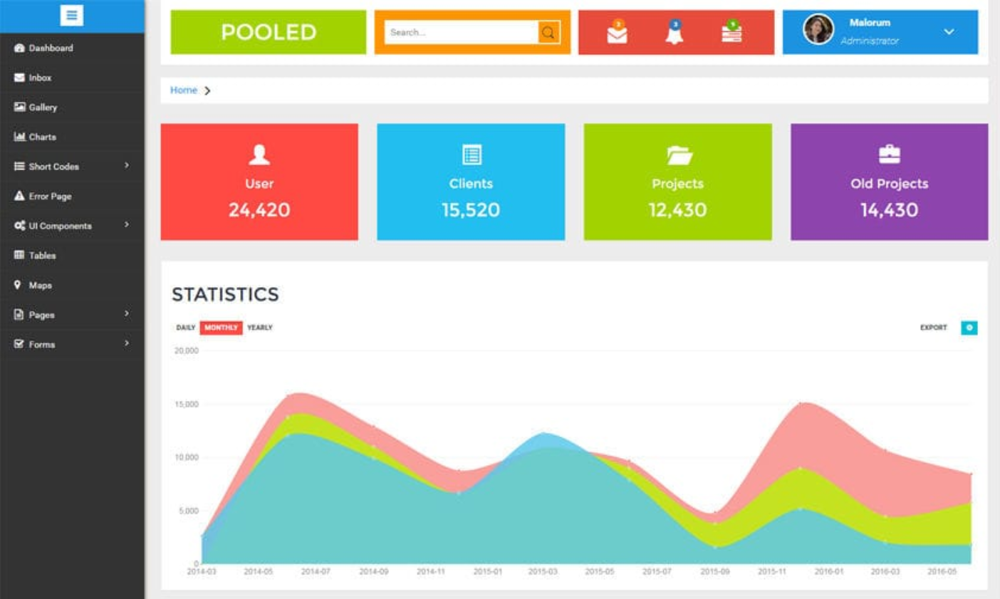 POOLED
Search...
Malorum
Administrator
Dashboard
Inbox
Gallery
Charts
Short Codes
Error Page
UI Components
Tables
Maps
Pages
Forms
Home
User
24,420
Clients
15,520
Projects
12,430
Old Projects
14,430
STATISTICS
DAILY MONTHLY YEARLY
EXPORT
20,000
15,000
10,000
5,000
0
2014-03 2014-05 2014-07 2014-09 2014-11 2015-01 2015-03 2015-05 2015-07 2015-09 2015-11 2016-01 2016-03 2016-05